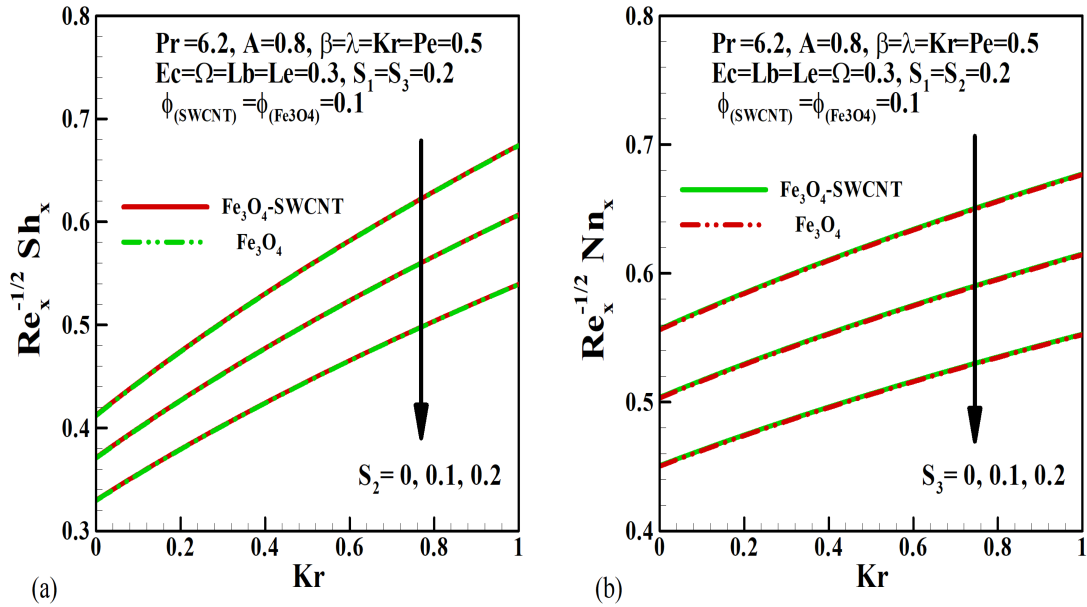 Pr =6.2, A=0.8, β=λ=Kr=Pe=0.5
Ec=Ω=Lb=Le=0.3, S₁=S₃=0.2
ϕ(SWCNT) =ϕ(Fe3O4)=0.1
Fe₃O₄-SWCNT
Fe₃O₄
S₂= 0, 0.1, 0.2
Reₓ^-1/2 Shₓ
0.8
0.7
0.6
0.5
0.4
0.3
0 0.2 0.4 0.6 0.8 1
Kr
(a)
Pr=6.2, A=0.8, β=λ=Kr=Pe=0.5
Ec=Lb=Le=Ω=0.3, S₁=S₂=0.2
ϕ(SWCNT) =ϕ(Fe3O4)=0.1
Fe₃O₄-SWCNT
Fe₃O₄
S₃= 0, 0.1, 0.2
Reₓ^-1/2 Nnₓ
0.8
0.7
0.6
0.5
0.4
0 0.2 0.4 0.6 0.8 1
Kr
(b)